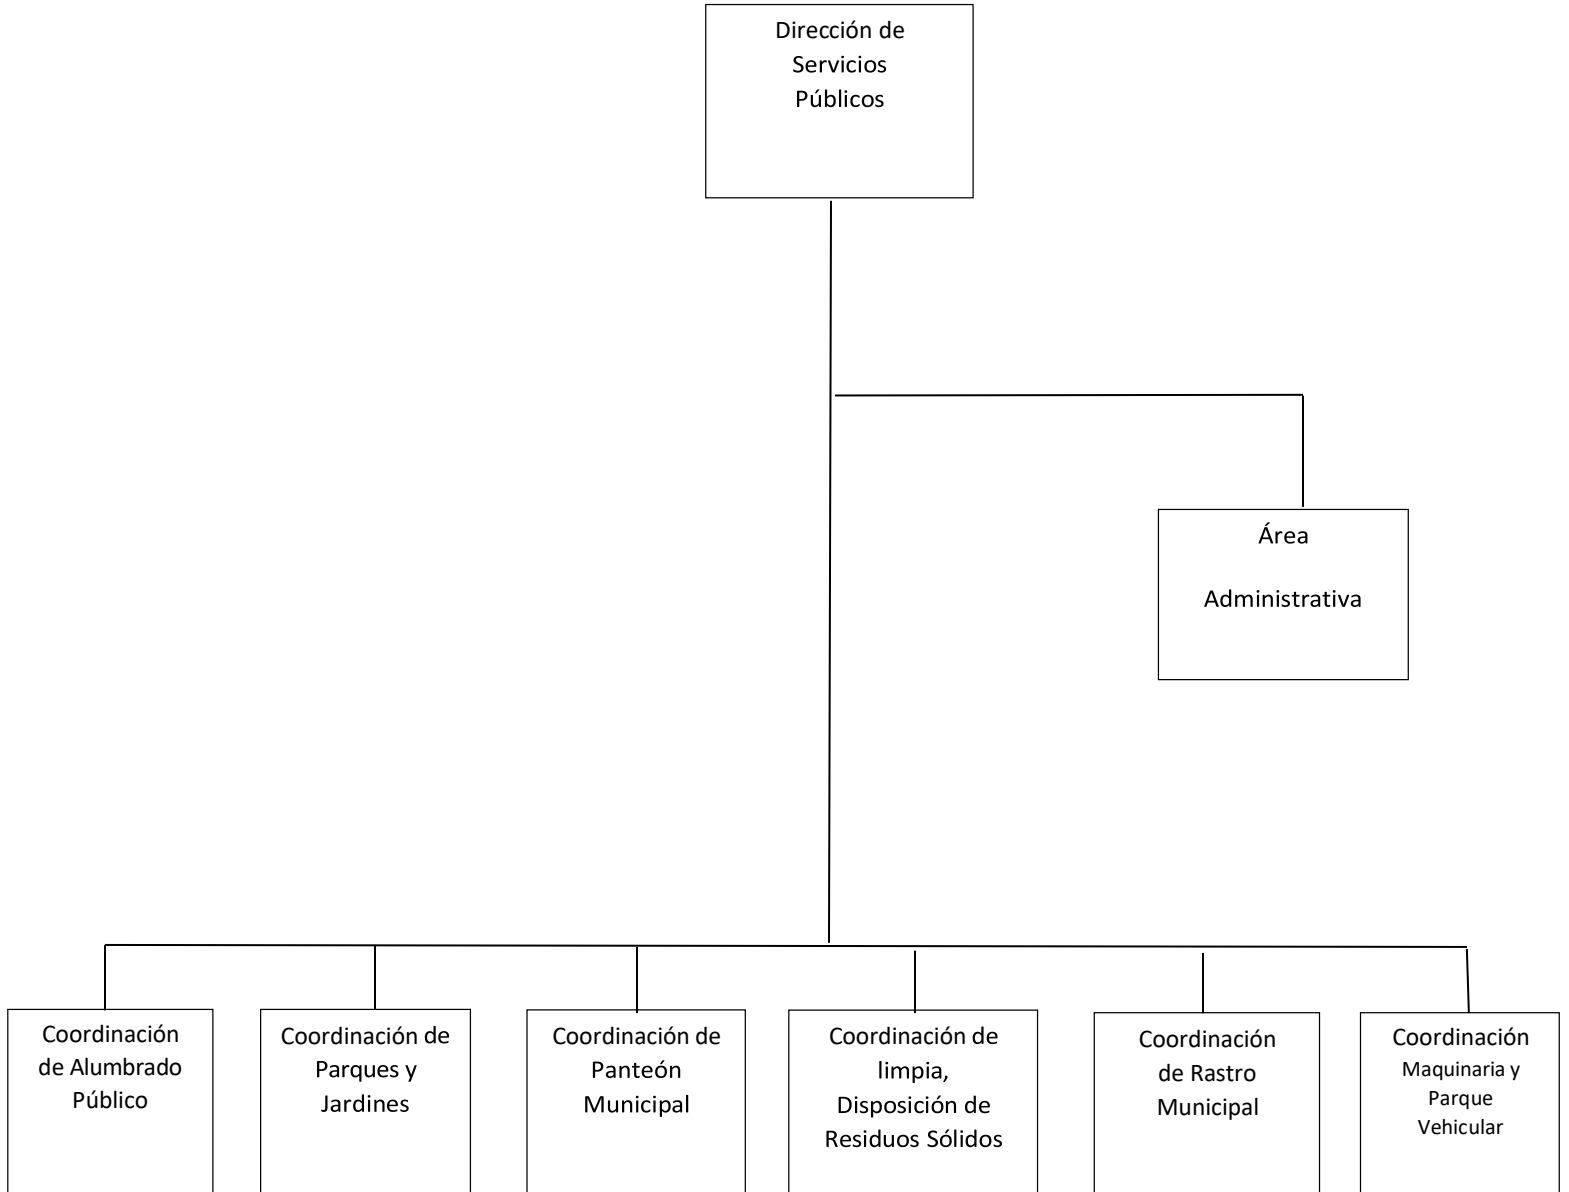 Dirección de
Servicios
Públicos
Área
Administrativa
Coordinación
de Alumbrado
Público
Coordinación de
Parques y
Jardines
Coordinación de
Panteón
Municipal
Coordinación de
limpia,
Disposición de
Residuos Sólidos
Coordinación
de Rastro
Municipal
Coordinación
Maquinaria y
Parque
Vehicular